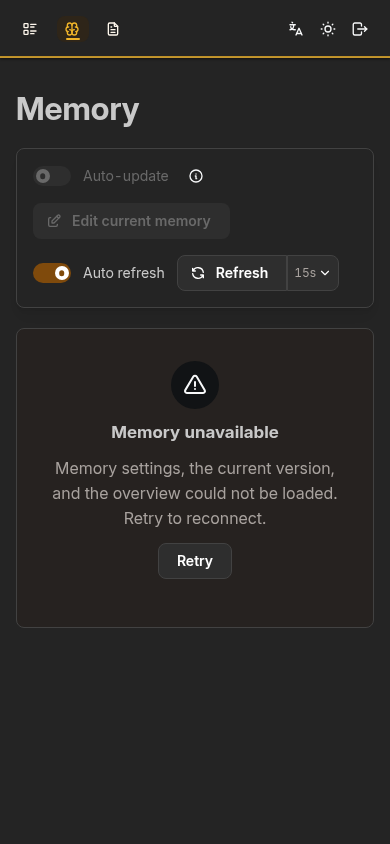 Memory
Auto-update
Edit current memory
Auto refresh
Refresh
15s
Memory unavailable
Memory settings, the current version,
and the overview could not be loaded.
Retry to reconnect.
Retry